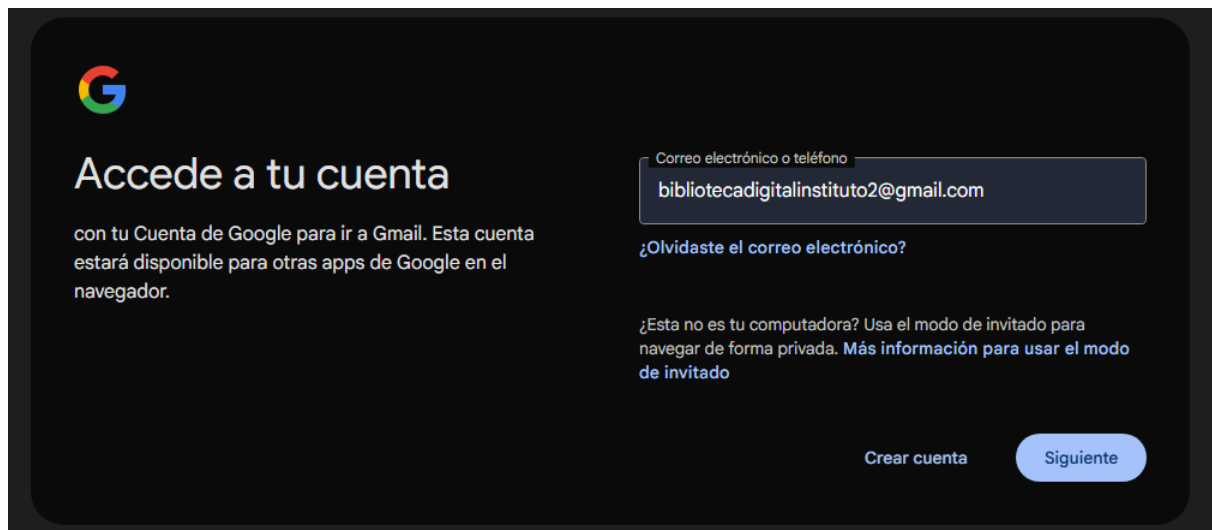 Accede a tu cuenta
con tu Cuenta de Google para ir a Gmail. Esta cuenta
estará disponible para otras apps de Google en el
navegador.
Correo electrónico o teléfono
bibliotecadigitalinstituto2@gmail.com
¿Olvidaste el correo electrónico?
¿Esta no es tu computadora? Usa el modo de invitado para
navegar de forma privada. Más información para usar el modo
de invitado
Crear cuenta
Siguiente